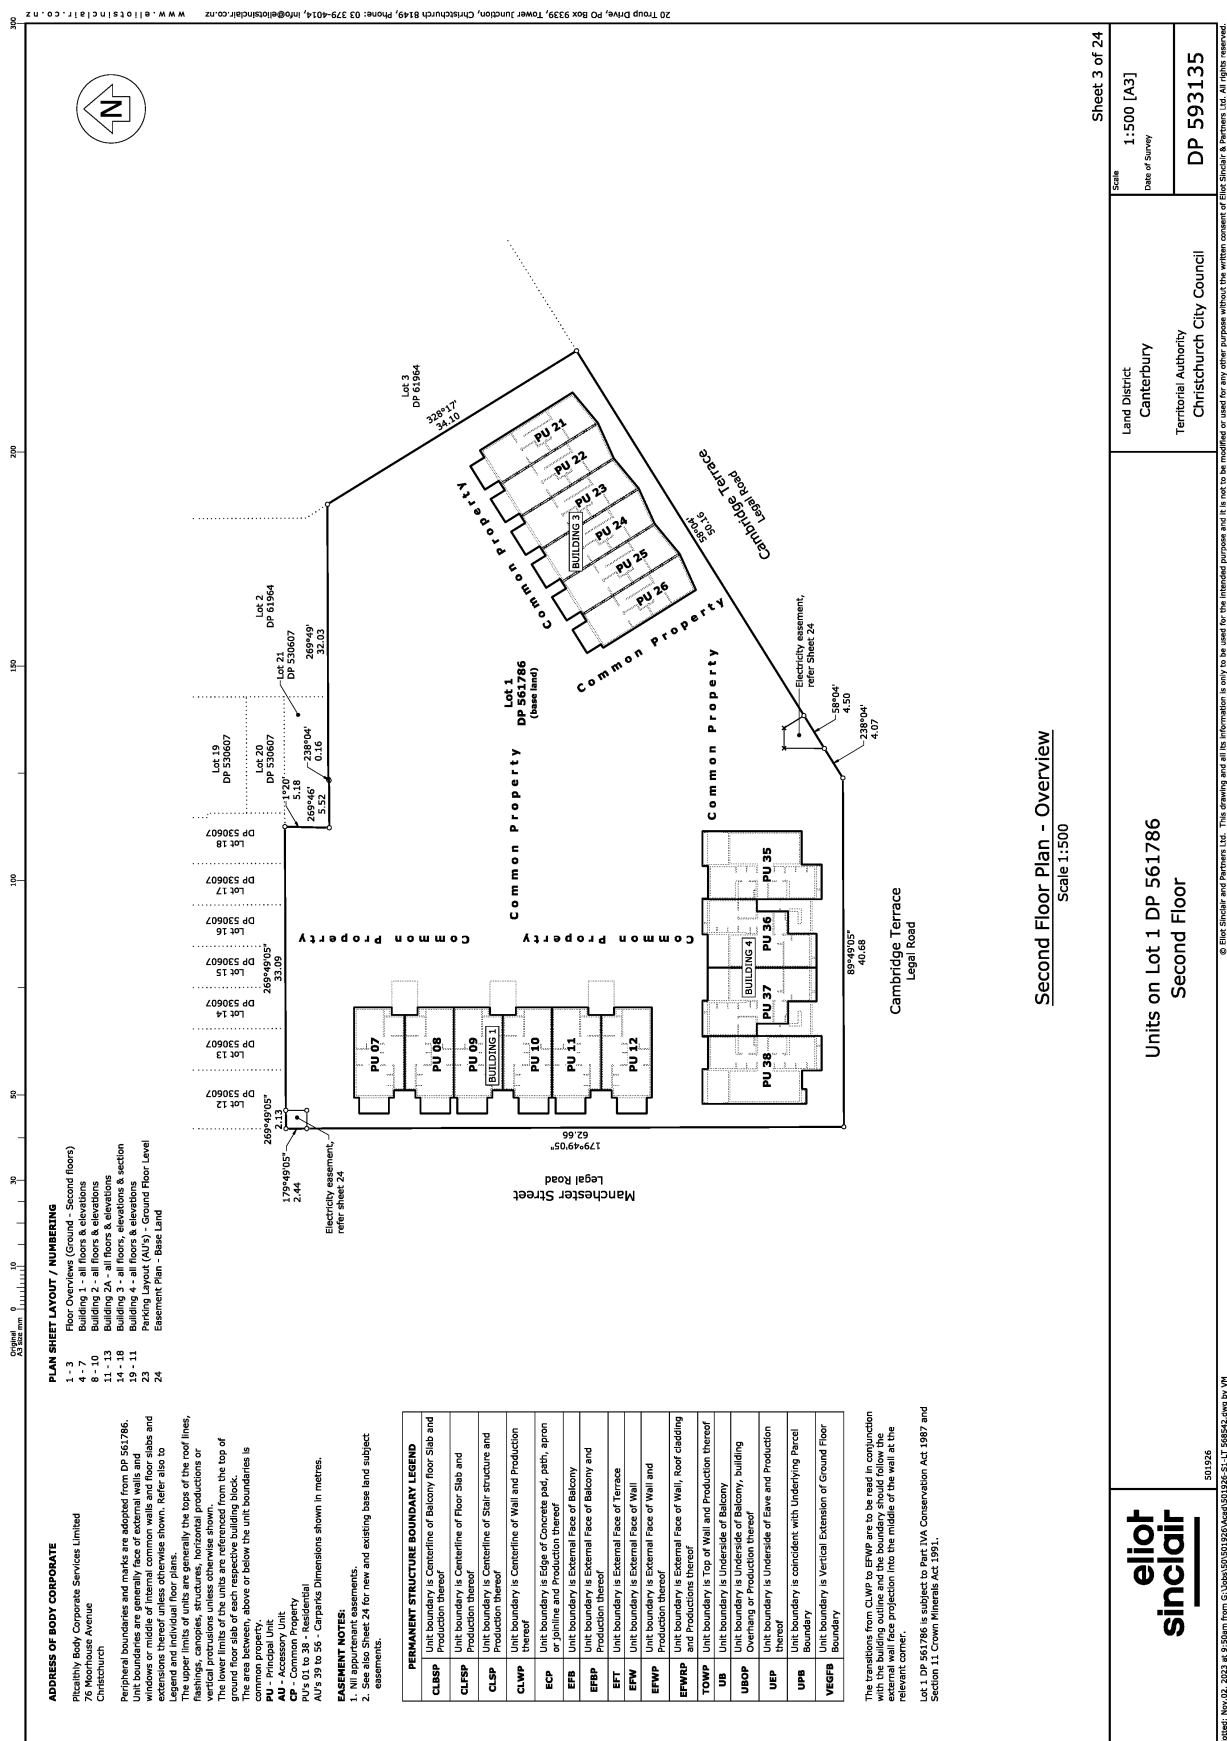 20 Troup Drive, PO Box 9339, Tower Junction, Christchurch 8149, Phone: 03 379-4014, info@eliotsinclair.co.nz
www.eliotsinclair.co.nz
Original
A3 size mm
0
10
30
50
100
150
200
300
ADDRESS OF BODY CORPORATE
Pitcaithly Body Corporate Services Limited
76 Moorhouse Avenue
Christchurch
Peripheral boundaries and marks are adopted from DP 561786.
Unit boundaries are generally face of external walls and
windows or middle of internal common walls and floor slabs and
extensions thereof unless otherwise shown. Refer also to
Legend and individual floor plans.
The upper limits of units are generally the tops of the roof lines,
flashings, canopies, structures, horizontal productions or
vertical protrusions unless otherwise shown.
The lower limits of the units are referenced from the top of
ground floor slab of each respective building block.
The area between, above or below the unit boundaries is
common property.
PU - Principal Unit
AU - Accessory Unit
CP - Common Property
PU's 01 to 38 - Residential
AU's 39 to 56 - Carparks Dimensions shown in metres.
EASEMENT NOTES:
1. Nil appurtenant easements.
2. See also Sheet 24 for new and existing base land subject
easements.
PLAN SHEET LAYOUT / NUMBERING
1 - 3 Floor Overviews (Ground - Second floors)
4 - 7 Building 1 - all floors & elevations
8 - 10 Building 2 - all floors & elevations
11 - 13 Building 2A - all floors & elevations
14 - 18 Building 3 - all floors, elevations & section
19 - 11 Building 4 - all floors & elevations
23 Parking Layout (AU's) - Ground Floor Level
24 Easement Plan - Base Land
PERMANENT STRUCTURE BOUNDARY LEGEND
CLBSP Unit boundary is Centerline of Balcony floor Slab and
Production thereof
CLFSP Unit boundary is Centerline of Floor Slab and
Production thereof
CLSP Unit boundary is Centerline of Stair structure and
Production thereof
CLWP Unit boundary is Centerline of Wall and Production
thereof
ECP Unit boundary is Edge of Concrete pad, path, apron
or joinline and Production thereof
EFB Unit boundary is External Face of Balcony
EFBP Unit boundary is External Face of Balcony and
Production thereof
EFT Unit boundary is External Face of Terrace
EFW Unit boundary is External Face of Wall
EFWP Unit boundary is External Face of Wall and
Production thereof
EFWRP Unit boundary is External Face of Wall, Roof cladding
and Productions thereof
TOWP Unit boundary is Top of Wall and Production thereof
UB Unit boundary is Underside of Balcony
UBOP Unit boundary is Underside of Balcony, building
Overhang or Production thereof
UEP Unit boundary is Underside of Eave and Production
thereof
UPB Unit boundary is coincident with Underlying Parcel
Boundary
VEGFB Unit boundary is Vertical Extension of Ground Floor
Boundary
The transitions from CLWP to EFWP are to be read in conjunction
with the building outline and the boundary should follow the
external wall face projection into the middle of the wall at the
relevant corner.
Lot 1 DP 561786 is subject to Part IVA Conservation Act 1987 and
Section 11 Crown Minerals Act 1991.
N
Lot 12
DP 530607
Lot 13
DP 530607
Lot 14
DP 530607
Lot 15
DP 530607
Lot 16
DP 530607
Lot 17
DP 530607
Lot 18
DP 530607
Lot 19
DP 530607
Lot 20
DP 530607
Lot 21
DP 530607
Lot 2
DP 61964
Lot 3
DP 61964
179°49'05"
2.44
269°49'05"
2.13
269°49'05"
33.09
1°20'
5.18
269°46'
5.52
238°04'
0.16
269°49'
32.03
328°17'
34.10
58°04'
50.16
58°04'
4.50
238°04'
4.07
89°49'05"
40.68
179°49'05"
62.66
Electricity easement,
refer sheet 24
Electricity easement,
refer Sheet 24
Manchester Street
Legal Road
Cambridge Terrace
Legal Road
Cambridge Terrace
Legal Road
Lot 1
DP 561786
(base land)
Common Property
Common Property
Common Property
Common Property
Common Property
Common Property
BUILDING 1
PU 07
PU 08
PU 09
PU 10
PU 11
PU 12
BUILDING 3
PU 21
PU 22
PU 23
PU 24
PU 25
PU 26
BUILDING 4
PU 35
PU 36
PU 37
PU 38
Second Floor Plan - Overview
Scale 1:500
Sheet 3 of 24
eliot
sinclair
501926
Units on Lot 1 DP 561786
Second Floor
Land District
Canterbury
Territorial Authority
Christchurch City Council
Scale
1:500 [A3]
Date of Survey
DP 593135
otted: Nov.02, 2023 at 9:50am from G:\Jobs\50\501926\Acad\501926-S1-LT 568542.dwg by VM
© Eliot Sinclair and Partners Ltd. This drawing and all its information is only to be used for the intended purpose and it is not to be modified or used for any other purpose without the written consent of Eliot Sinclair & Partners Ltd. All rights reserved.